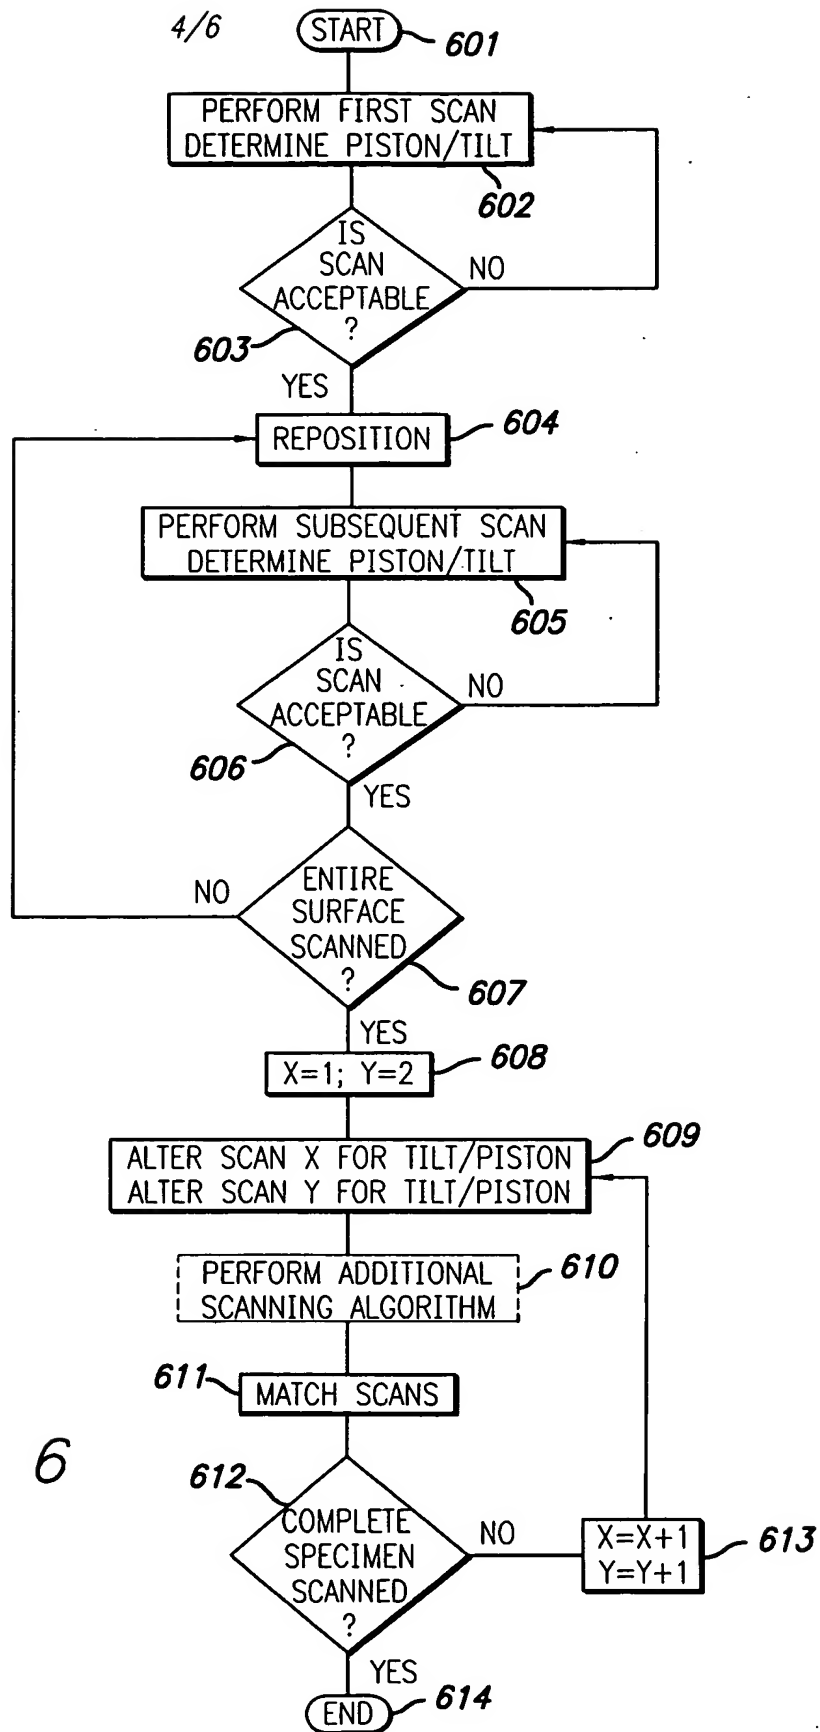 4/6
START
601
PERFORM FIRST SCAN
DETERMINE PISTON/TILT
602
IS
SCAN
ACCEPTABLE
?
NO
603
YES
REPOSITION
604
PERFORM SUBSEQUENT SCAN
DETERMINE PISTON/TILT
605
IS
SCAN
ACCEPTABLE
?
NO
606
YES
ENTIRE
SURFACE
SCANNED
?
NO
607
YES
X=1; Y=2
608
ALTER SCAN X FOR TILT/PISTON
ALTER SCAN Y FOR TILT/PISTON
609
PERFORM ADDITIONAL
SCANNING ALGORITHM
610
611
MATCH SCANS
6
612
COMPLETE
SPECIMEN
SCANNED
?
NO
X=X+1
Y=Y+1
613
YES
END
614